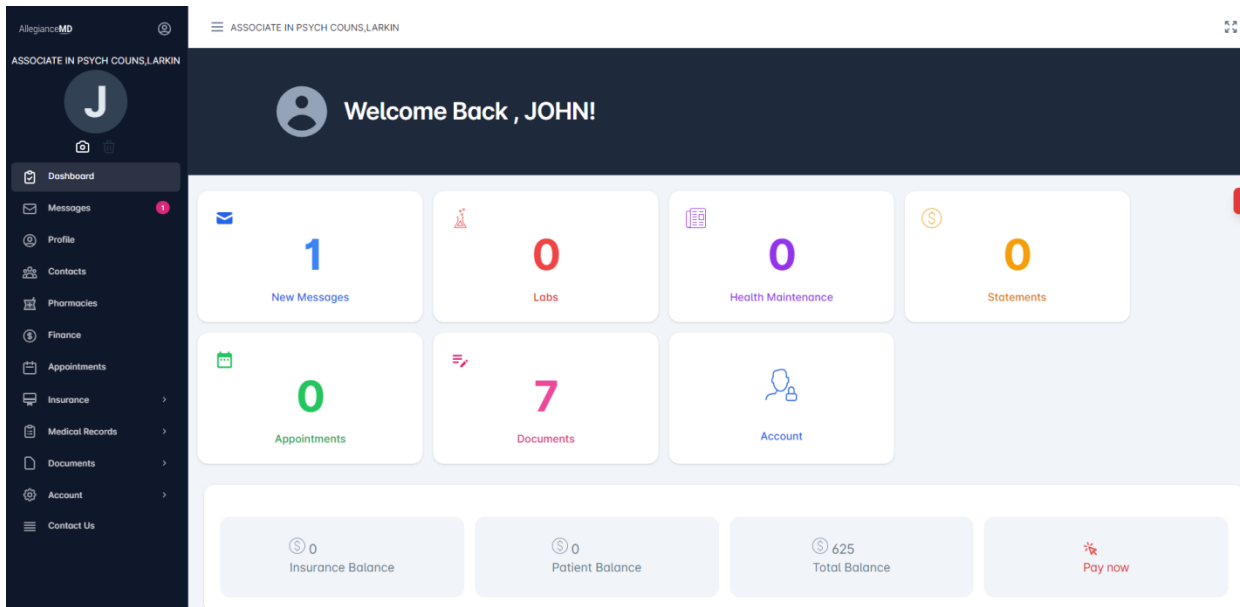 AllegianceMD
ASSOCIATE IN PSYCH COUNS,LARKIN
J
Dashboard
Messages 1
Profile
Contacts
Pharmacies
Finance
Appointments
Insurance
Medical Records
Documents
Account
Contact Us
ASSOCIATE IN PSYCH COUNS,LARKIN
Welcome Back , JOHN!
1
New Messages
0
Labs
0
Health Maintenance
0
Statements
0
Appointments
7
Documents
Account
0
Insurance Balance
0
Patient Balance
625
Total Balance
Pay now